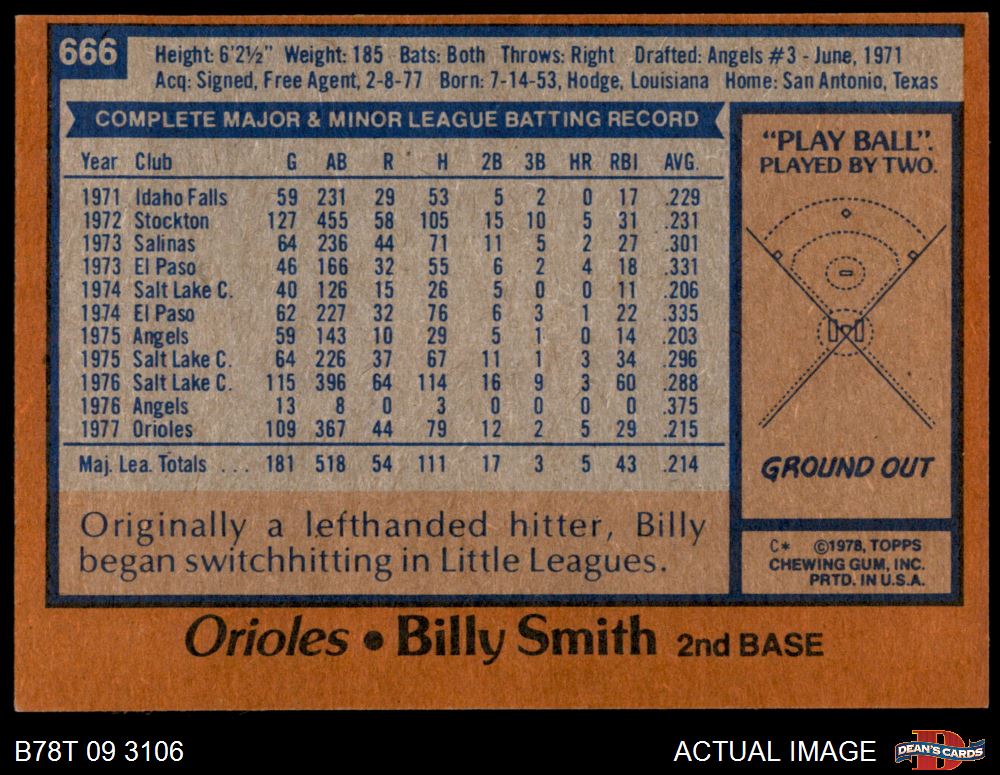 666
Height: 6'2½" Weight: 185 Bats: Both Throws: Right Drafted: Angels #3 - June, 1971
Acq: Signed, Free Agent, 2-8-77 Born: 7-14-53, Hodge, Louisiana Home: San Antonio, Texas
COMPLETE MAJOR & MINOR LEAGUE BATTING RECORD
Year Club G AB R H 2B 3B HR RBI AVG.
1971 Idaho Falls 59 231 29 53 5 2 0 17 .229
1972 Stockton 127 455 58 105 15 10 5 31 .231
1973 Salinas 64 236 44 71 11 5 2 27 .301
1973 El Paso 46 166 32 55 6 2 4 18 .331
1974 Salt Lake C. 40 126 15 26 5 0 0 11 .206
1974 El Paso 62 227 32 76 6 3 1 22 .335
1975 Angels 59 143 10 29 5 1 0 14 .203
1975 Salt Lake C. 64 226 37 67 11 1 3 34 .296
1976 Salt Lake C. 115 396 64 114 16 9 3 60 .288
1976 Angels 13 8 0 3 0 0 0 0 .375
1977 Orioles 109 367 44 79 12 2 5 29 .215
Maj. Lea. Totals ... 181 518 54 111 17 3 5 43 .214
Originally a lefthanded hitter, Billy
began switchhitting in Little Leagues.
"PLAY BALL".
PLAYED BY TWO.
GROUND OUT
C* ©1978, TOPPS
CHEWING GUM, INC.
PRTD. IN U.S.A.
Orioles • Billy Smith 2nd BASE
B78T 09 3106
ACTUAL IMAGE
D
DEAN'S CARDS